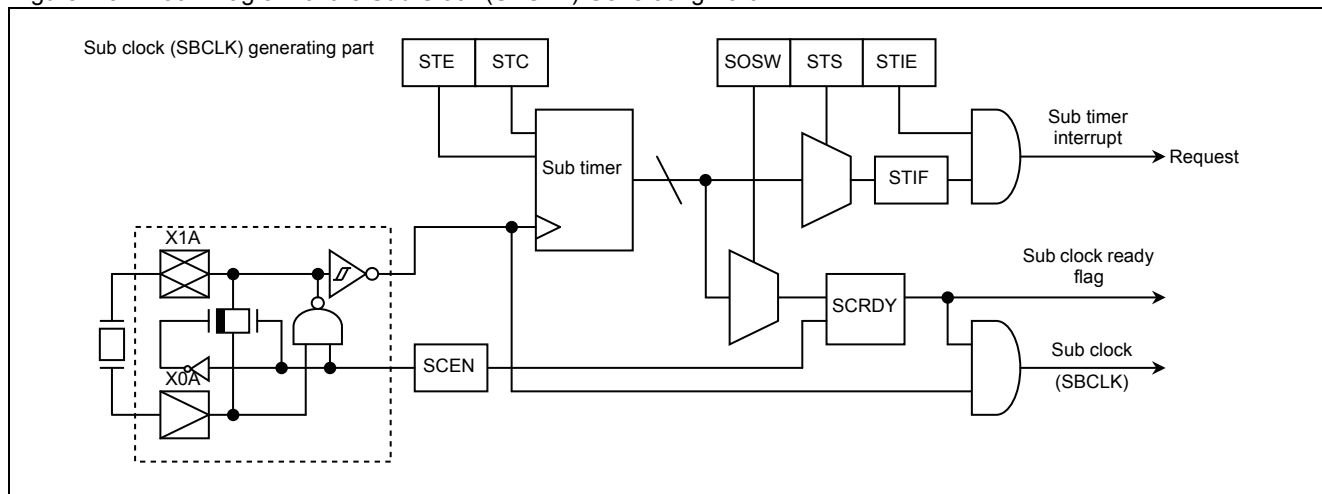 Sub clock (SBCLK) generating part
STE
STC
SOSW
STS
STIE
Sub timer
STIF
Sub timer
interrupt
Request
X1A
Sub clock ready
flag
SCRDY
SCEN
X0A
Sub clock
(SBCLK)